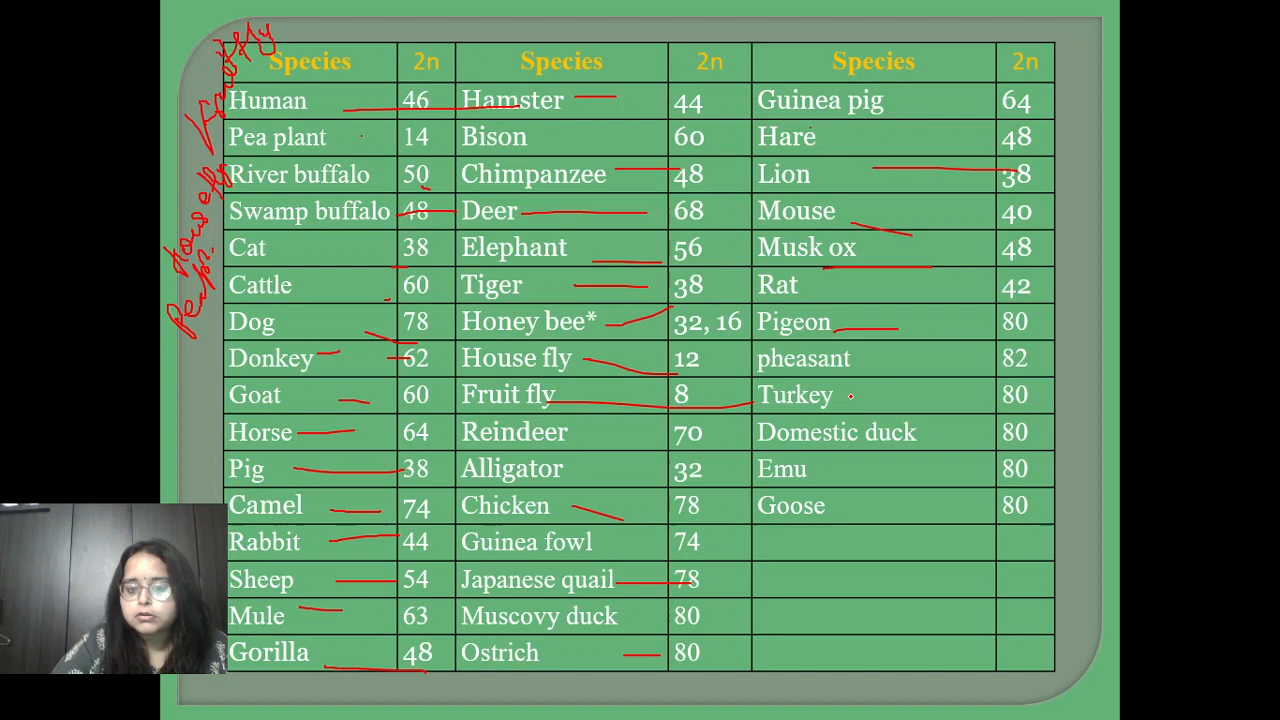 Fruitfly
House fly
Species 2n Species 2n Species 2n
Human 46 Hamster 44 Guinea pig 64
Pea plant 14 Bison 60 Hare 48
River buffalo 50 Chimpanzee 48 Lion 38
Swamp buffalo 48 Deer 68 Mouse 40
Cat 38 Elephant 56 Musk ox 48
Cattle 60 Tiger 38 Rat 42
Dog 78 Honey bee* 32, 16 Pigeon 80
Donkey 62 House fly 12 pheasant 82
Goat 60 Fruit fly 8 Turkey 80
Horse 64 Reindeer 70 Domestic duck 80
Pig 38 Alligator 32 Emu 80
Camel 74 Chicken 78 Goose 80
Rabbit 44 Guinea fowl 74
Sheep 54 Japanese quail 78
Mule 63 Muscovy duck 80
Gorilla 48 Ostrich 80